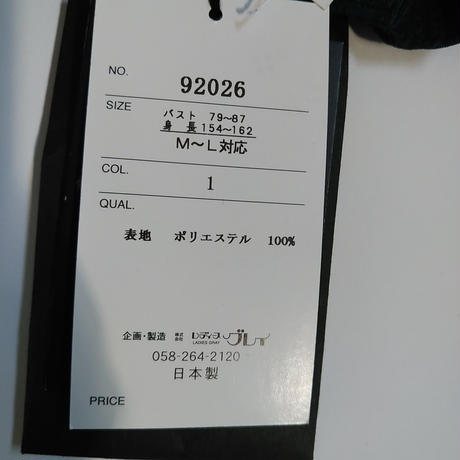 NO. 92026
SIZE バスト 79~87
身長 154~162
M~L対応
COL. 1
QUAL.
表地 ポリエステル 100%
企画・製造 株式会社 レディース グレイ
LADIES GRAY
058-264-2120
日本製
PRICE